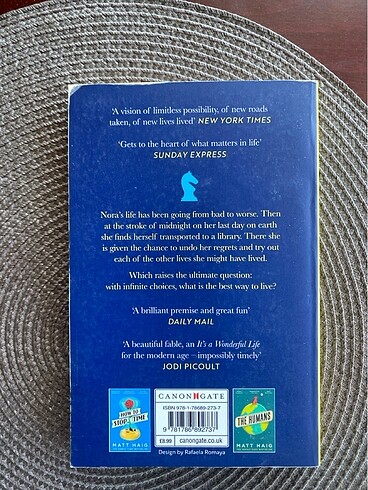 ‘A vision of limitless possibility, of new roads
taken, of new lives lived’ NEW YORK TIMES
‘Gets to the heart of what matters in life’
SUNDAY EXPRESS
Nora’s life has been going from bad to worse. Then
at the stroke of midnight on her last day on earth
she finds herself transported to a library. There she
is given the chance to undo her regrets and try out
each of the other lives she might have lived.
Which raises the ultimate question:
with infinite choices, what is the best way to live?
‘A brilliant premise and great fun’
DAILY MAIL
‘A beautiful fable, an It’s a Wonderful Life
for the modern age – impossibly timely’
JODI PICOULT
HOW TO
STOP TIME
MATT HAIG
CANONGATE
ISBN 978-1-78689-273-7
9 781786 892737
£8.99
canongate.co.uk
THE HUMANS
MATT HAIG
Design by Rafaela Romaya